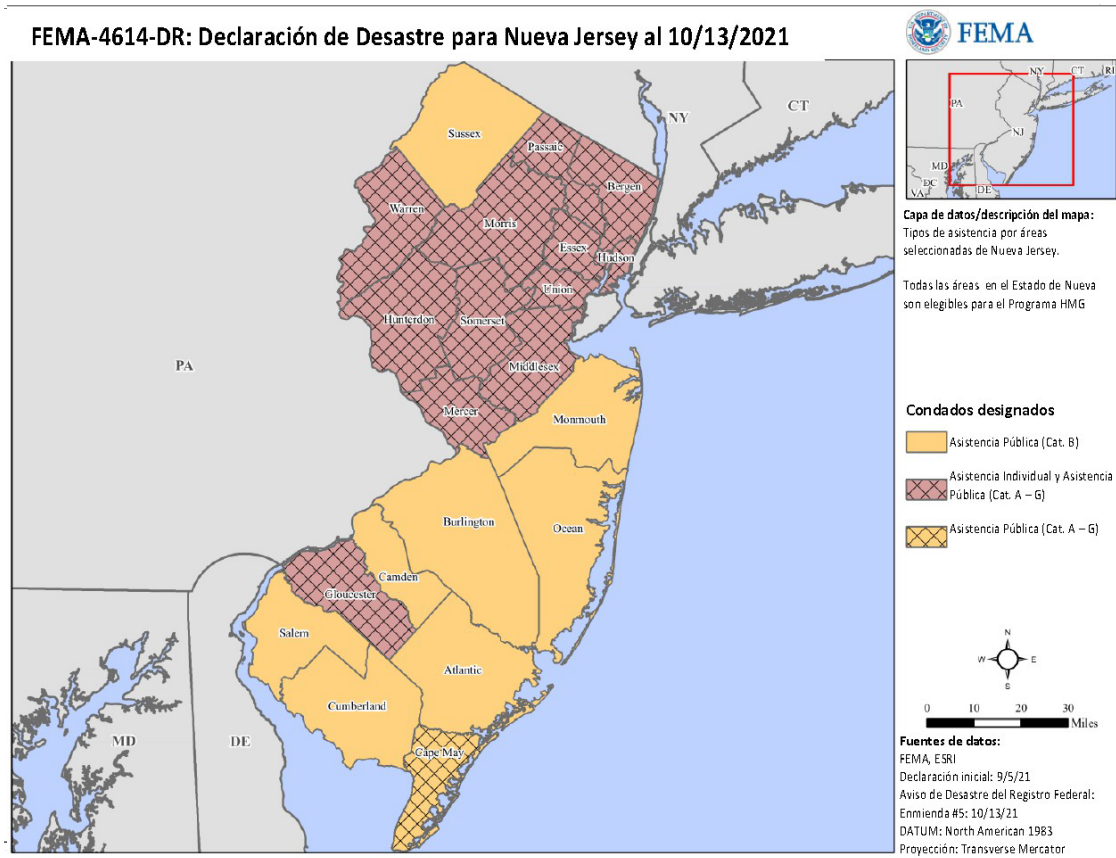 FEMA-4614-DR: Declaración de Desastre para Nueva Jersey al 10/13/2021
FEMA
NY
CT
RI
PA
NJ
MD
DC
VA
DE
Capa de datos/descripción del mapa:
Tipos de asistencia por áreas
seleccionadas de Nueva Jersey.
Todas las áreas en el Estado de Nueva
son elegibles para el Programa HMG
Condados designados
Asistencia Pública (Cat. B)
Asistencia Individual y Asistencia
Pública (Cat. A – G)
Asistencia Pública (Cat. A – G)
N
W
E
S
0 10 20 30
Miles
Fuentes de datos:
FEMA, ESRI
Declaración inicial: 9/5/21
Aviso de Desastre del Registro Federal:
Enmienda #5: 10/13/21
DATUM: North American 1983
Proyección: Transverse Mercator
NY
CT
PA
MD
DE
Sussex
Passaic
Bergen
Warren
Morris
Essex
Hudson
Union
Hunterdon
Somerset
Middlesex
Mercer
Monmouth
Burlington
Ocean
Camden
Gloucester
Salem
Atlantic
Cumberland
Cape May